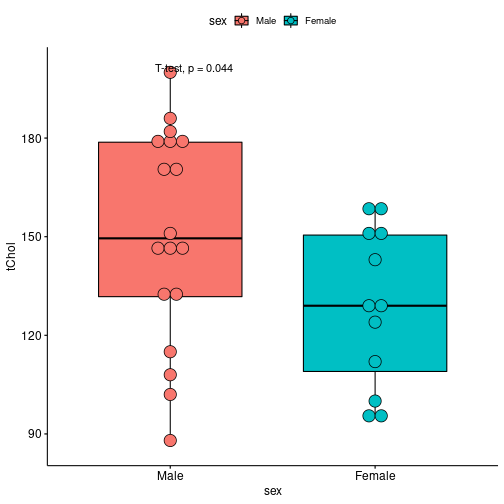 sex Male Female
T-test, p = 0.044
180
150
120
90
tChol
Male Female
sex